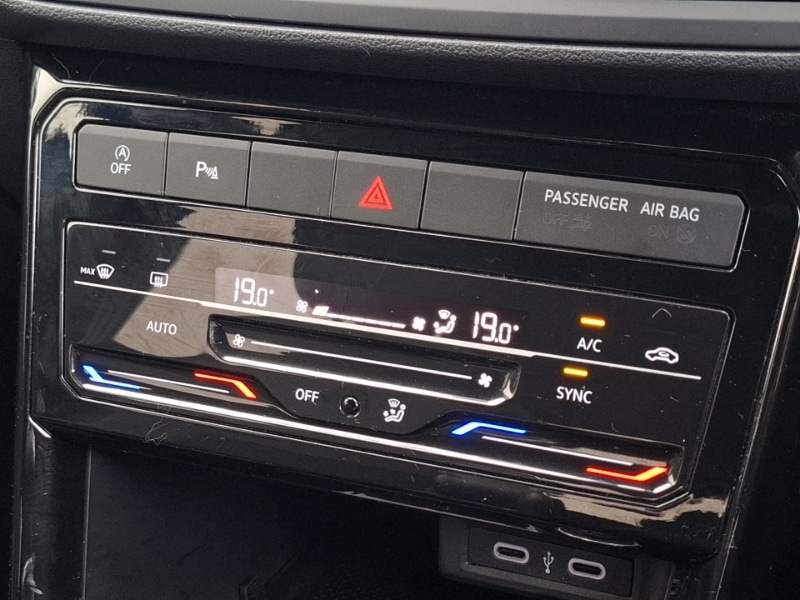 A
OFF
P
PASSENGER AIR BAG
OFF ON
MAX
19.0° 19.0°
AUTO
A/C
OFF
SYNC